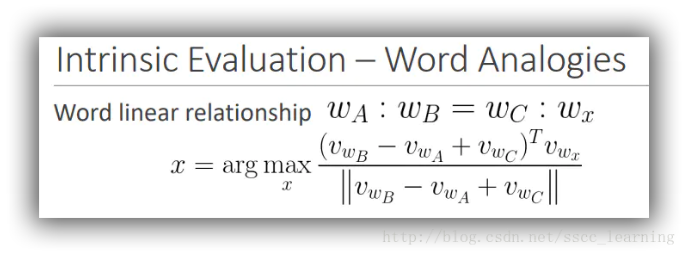 Intrinsic Evaluation – Word Analogies
Word linear relationship $w_A : w_B = w_C : w_x$
$x = \arg\max_x \frac{(v_{w_B} - v_{w_A} + v_{w_C})^T v_{w_x}}{\|v_{w_B} - v_{w_A} + v_{w_C}\|}$
http://blog.csdn.net/sscc_learning